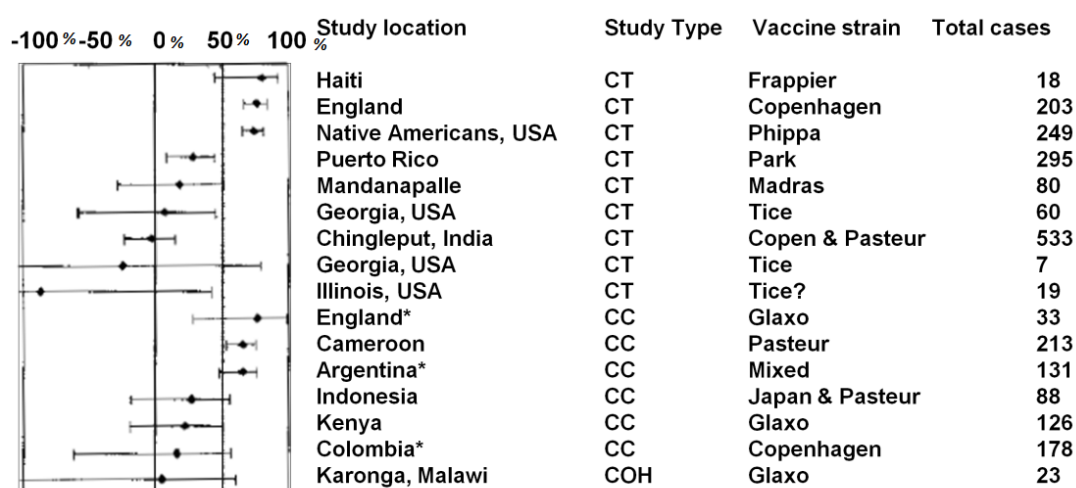 Study location Study Type Vaccine strain Total cases
-100 % -50 % 0 % 50 % 100 %
Haiti CT Frappier 18
England CT Copenhagen 203
Native Americans, USA CT Phippa 249
Puerto Rico CT Park 295
Mandanapalle CT Madras 80
Georgia, USA CT Tice 60
Chingleput, India CT Copen & Pasteur 533
Georgia, USA CT Tice 7
Illinois, USA CT Tice? 19
England* CC Glaxo 33
Cameroon CC Pasteur 213
Argentina* CC Mixed 131
Indonesia CC Japan & Pasteur 88
Kenya CC Glaxo 126
Colombia* CC Copenhagen 178
Karonga, Malawi COH Glaxo 23